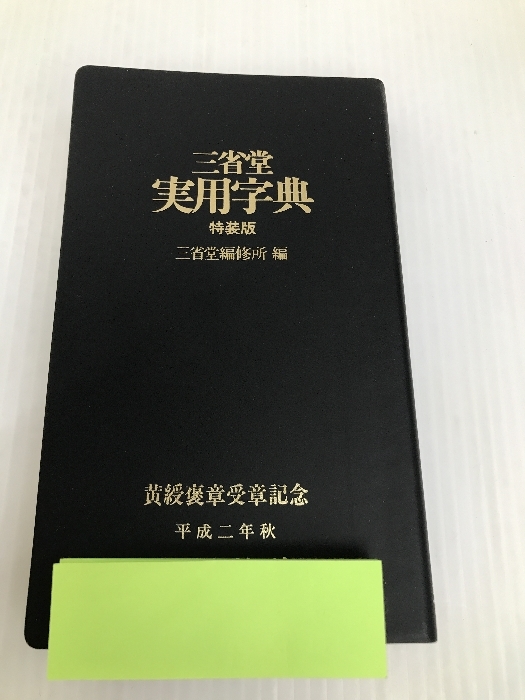 三省堂
実用字典
特装版
三省堂編修所 編
黄綬褒章受章記念
平成二年秋